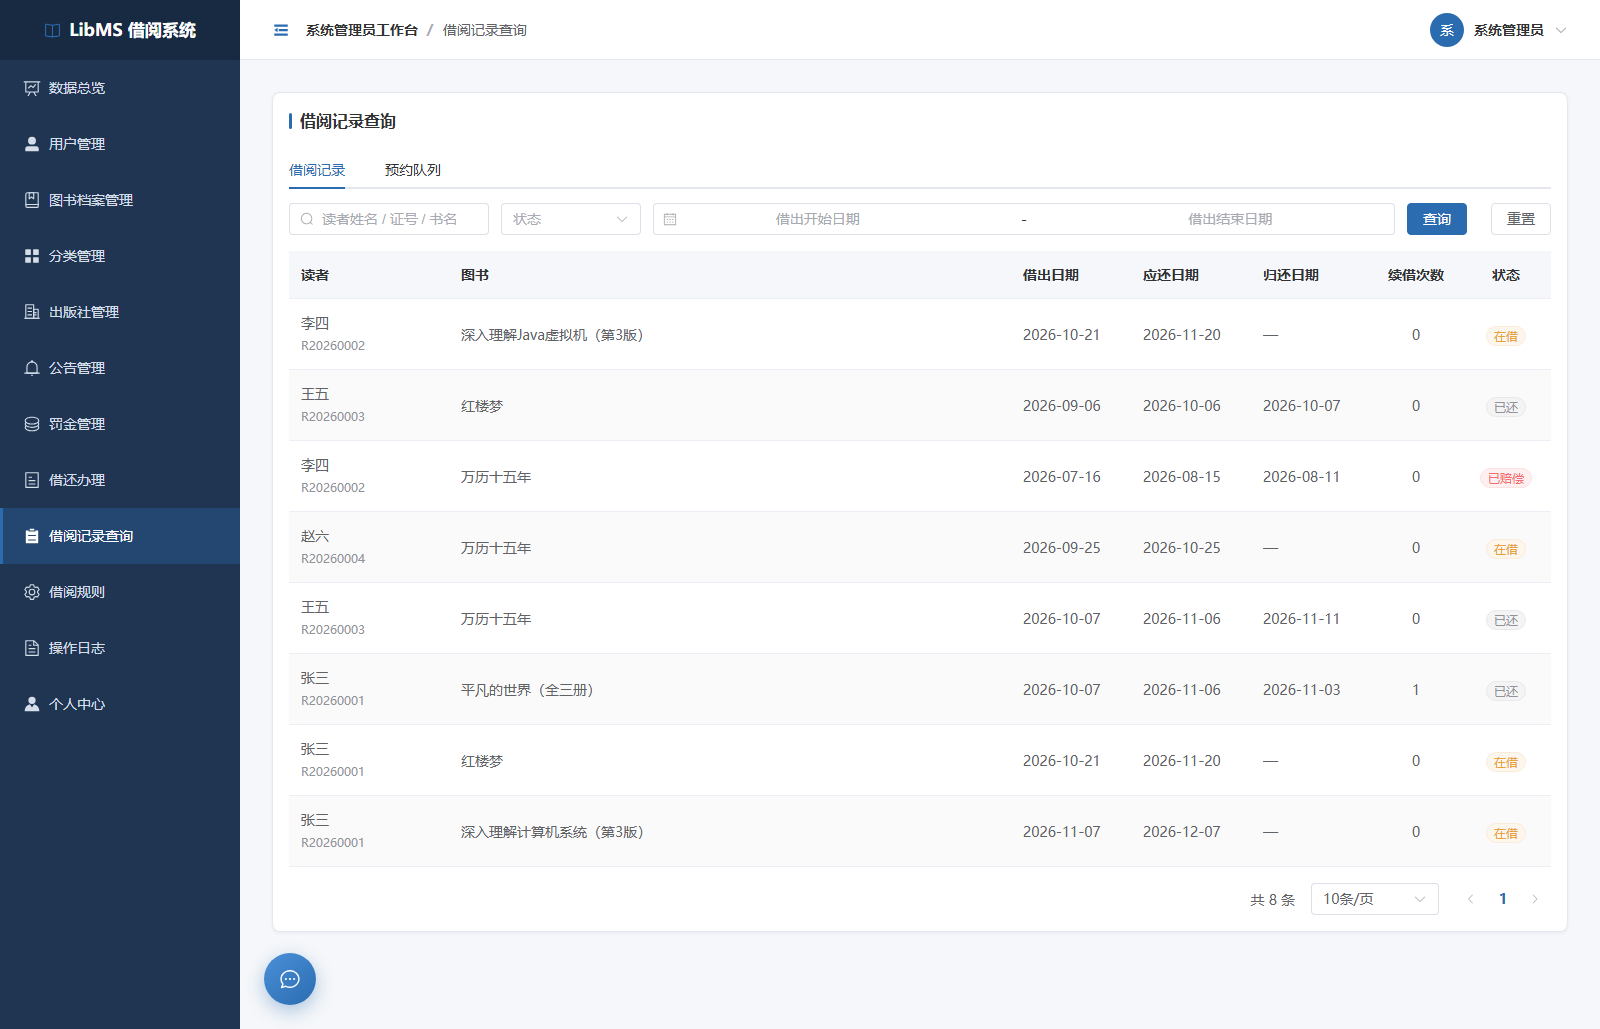 LibMS 借阅系统
系统管理员工作台 / 借阅记录查询
系 系统管理员
数据总览
用户管理
图书档案管理
分类管理
出版社管理
公告管理
罚金管理
借还办理
借阅记录查询
借阅规则
操作日志
个人中心
借阅记录查询
借阅记录 预约队列
读者姓名 / 证号 / 书名 状态 借出开始日期 - 借出结束日期 查询 重置
读者 图书 借出日期 应还日期 归还日期 续借次数 状态
李四
R20260002 深入理解Java虚拟机（第3版） 2026-10-21 2026-11-20 — 0 在借
王五
R20260003 红楼梦 2026-09-06 2026-10-06 2026-10-07 0 已还
李四
R20260002 万历十五年 2026-07-16 2026-08-15 2026-08-11 0 已赔偿
赵六
R20260004 万历十五年 2026-09-25 2026-10-25 — 0 在借
王五
R20260003 万历十五年 2026-10-07 2026-11-06 2026-11-11 0 已还
张三
R20260001 平凡的世界（全三册） 2026-10-07 2026-11-06 2026-11-03 1 已还
张三
R20260001 红楼梦 2026-10-21 2026-11-20 — 0 在借
张三
R20260001 深入理解计算机系统（第3版） 2026-11-07 2026-12-07 — 0 在借
共 8 条 10条/页 1